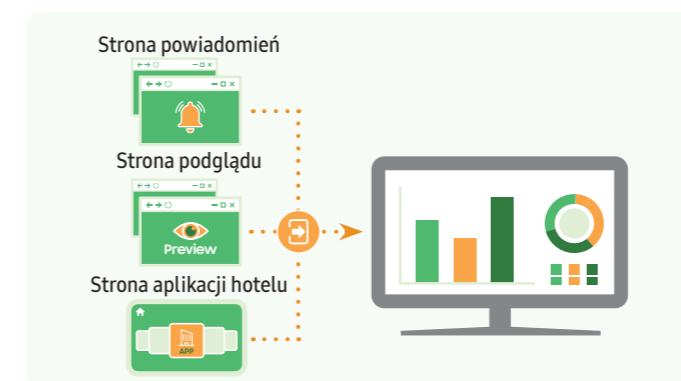 Strona powiadomień
Strona podglądu
Preview
Strona aplikacji hotelu
APP